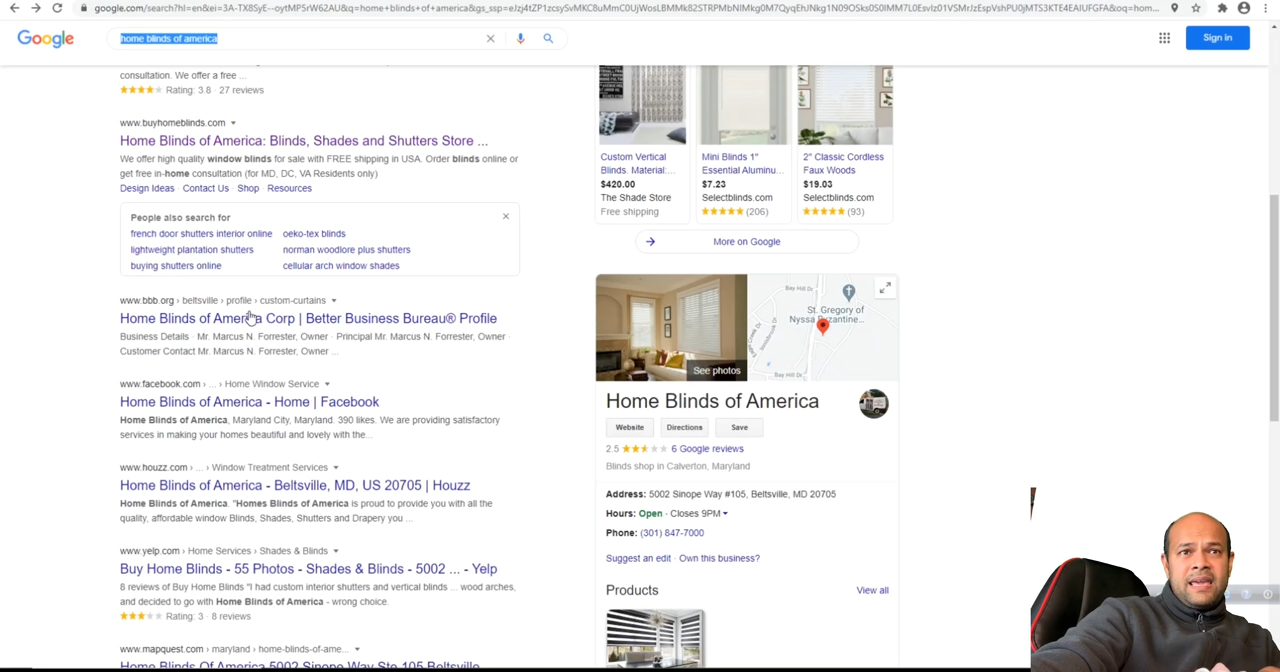 google.com/search?hl=en&ei=3A-TX8SyE--oytMP5rW62AU&q=home+blinds+of+america&gs_ssp=
Google
home blinds of america
Sign in
consultation. We offer a free ...
Rating: 3.8 · 27 reviews
www.buyhomeblinds.com
Home Blinds of America: Blinds, Shades and Shutters Store ...
We offer high quality window blinds for sale with FREE shipping in USA. Order blinds online or
get free in-home consultation (for MD, DC, VA Residents only)
Design Ideas · Contact Us · Shop · Resources
People also search for
french door shutters interior online
oeko-tex blinds
lightweight plantation shutters
norman woodlore plus shutters
buying shutters online
cellular arch window shades
www.bbb.org › beltsville › profile › custom-curtains
Home Blinds of America Corp | Better Business Bureau® Profile
Business Details · Mr. Marcus N. Forrester, Owner · Principal Mr. Marcus N. Forrester, Owner ·
Customer Contact Mr. Marcus N. Forrester, Owner ...
www.facebook.com › ... › Home Window Service
Home Blinds of America - Home | Facebook
Home Blinds of America, Maryland City, Maryland. 390 likes. We are providing satisfactory
services in making your homes beautiful and lovely with the...
www.houzz.com › ... › Window Treatment Services
Home Blinds of America - Beltsville, MD, US 20705 | Houzz
Home Blinds of America. "Homes Blinds of America is proud to provide you with all the
quality, affordable window Blinds, Shades, Shutters and Drapery you ...
www.yelp.com › Home Services › Shades & Blinds
Buy Home Blinds - 55 Photos - Shades & Blinds - 5002 ... - Yelp
8 reviews of Buy Home Blinds "I had custom interior shutters and vertical blinds ... wood arches,
and decided to go with Home Blinds of America - wrong choice.
Rating: 3 · 8 reviews
www.mapquest.com › maryland › home-blinds-of-ame...
Home Blinds Of America 5002 Sinope Way Ste 105 Beltsville
Custom Vertical
Blinds. Material:...
$420.00
The Shade Store
Free shipping
Mini Blinds 1"
Essential Aluminu...
$7.23
Selectblinds.com
(206)
2" Classic Cordless
Faux Woods
$19.03
Selectblinds.com
(93)
More on Google
See photos
Bay Hill Dr
St. Gregory of
Nyssa Byzantine...
Bay Hill Dr
Home Blinds of America
Website
Directions
Save
2.5
6 Google reviews
Blinds shop in Calverton, Maryland
Address: 5002 Sinope Way #105, Beltsville, MD 20705
Hours: Open · Closes 9PM
Phone: (301) 847-7000
Suggest an edit · Own this business?
Products
View all